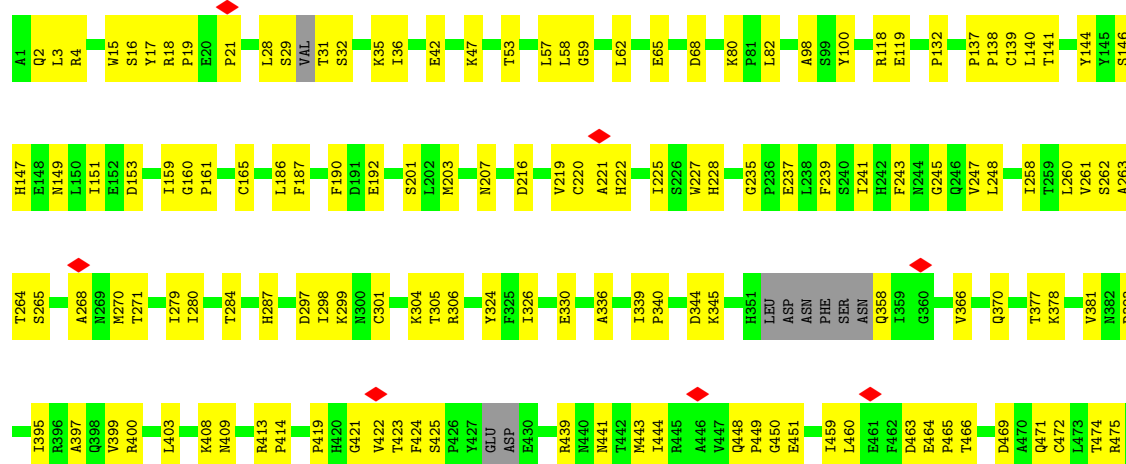 A1 Q2 L3 R4 W15 S16 Y17 R18 P19 E20 P21 L28 S29 VAL T31 S32 K35 I36 E42 K47 T53 L57 L58 G59 L62 E65 D68 K80 P81 L82 A98 S99 Y100 R118 E119 P132 P137 P138 C139 L140 T141 Y144 Y145 S146
H147 E148 N149 L150 I151 E152 D153 I159 G160 P161 C165 L186 F187 F190 D191 E192 S201 L202 M203 N207 D216 V219 C220 A221 H222 I225 S226 W227 H228 G235 P236 E237 L238 F239 S240 I241 H242 F243 N244 G245 Q246 V247 L248 I258 T259 L260 V261 S262 A263
T264 S265 A268 N269 M270 T271 I279 I280 T284 H287 D297 I298 K299 N300 C301 K304 T305 R306 Y324 F325 I326 E330 A336 I339 P340 D344 K345 H351 LEU ASP ASN PHE SER ASN Q358 I359 G360 V366 Q370 T377 K378 V381 N382
I395 R396 A397 Q398 V399 R400 L403 K408 N409 R413 P414 P419 H420 G421 V422 T423 F424 S425 P426 Y427 GLU ASP E430 R439 N440 N441 T442 M443 I444 R445 A446 V447 Q448 P449 G450 E451 I459 L460 E461 F462 D463 E464 P465 T466 D469 A470 Q471 C472 L473 T474 R475